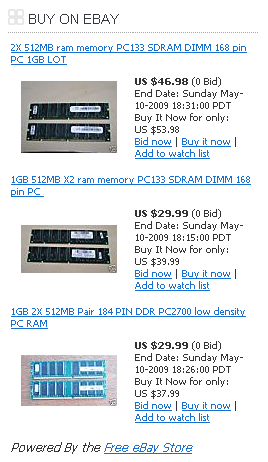 BUY ON EBAY
2X 512MB ram memory PC133 SDRAM DIMM 168 pin
PC 1GB LOT
US $46.98 (0 Bid)
End Date: Sunday May-
10-2009 18:31:00 PDT
Buy It Now for only:
US $53.98
Bid now | Buy it now |
Add to watch list
1GB 512MB X2 ram memory PC133 SDRAM DIMM 168
pin PC
US $29.99 (0 Bid)
End Date: Sunday May-
10-2009 18:15:00 PDT
Buy It Now for only:
US $39.99
Bid now | Buy it now |
Add to watch list
1GB 2X 512MB Pair 184 PIN DDR PC2700 low density
PC RAM
US $29.99 (0 Bid)
End Date: Sunday May-
10-2009 18:26:00 PDT
Buy It Now for only:
US $37.99
Bid now | Buy it now |
Add to watch list
Powered By the Free eBay Store